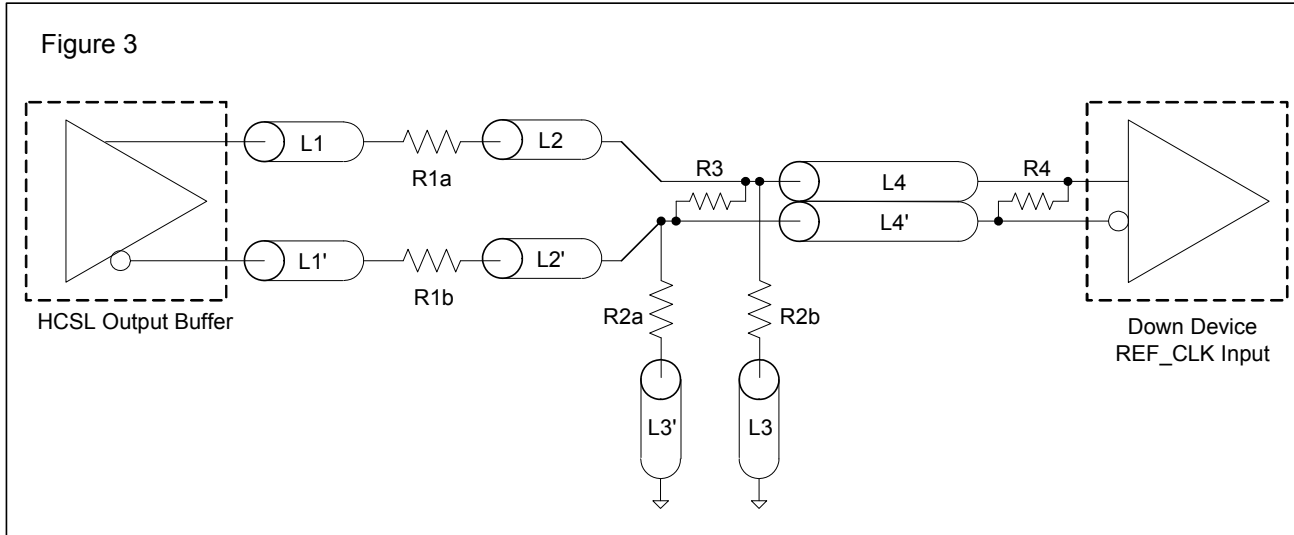 Figure 3
L1
R1a
L2
R3
L4
R4
L4'
L1'
R1b
L2'
HCSL Output Buffer
R2a
R2b
Down Device
REF_CLK Input
L3'
L3